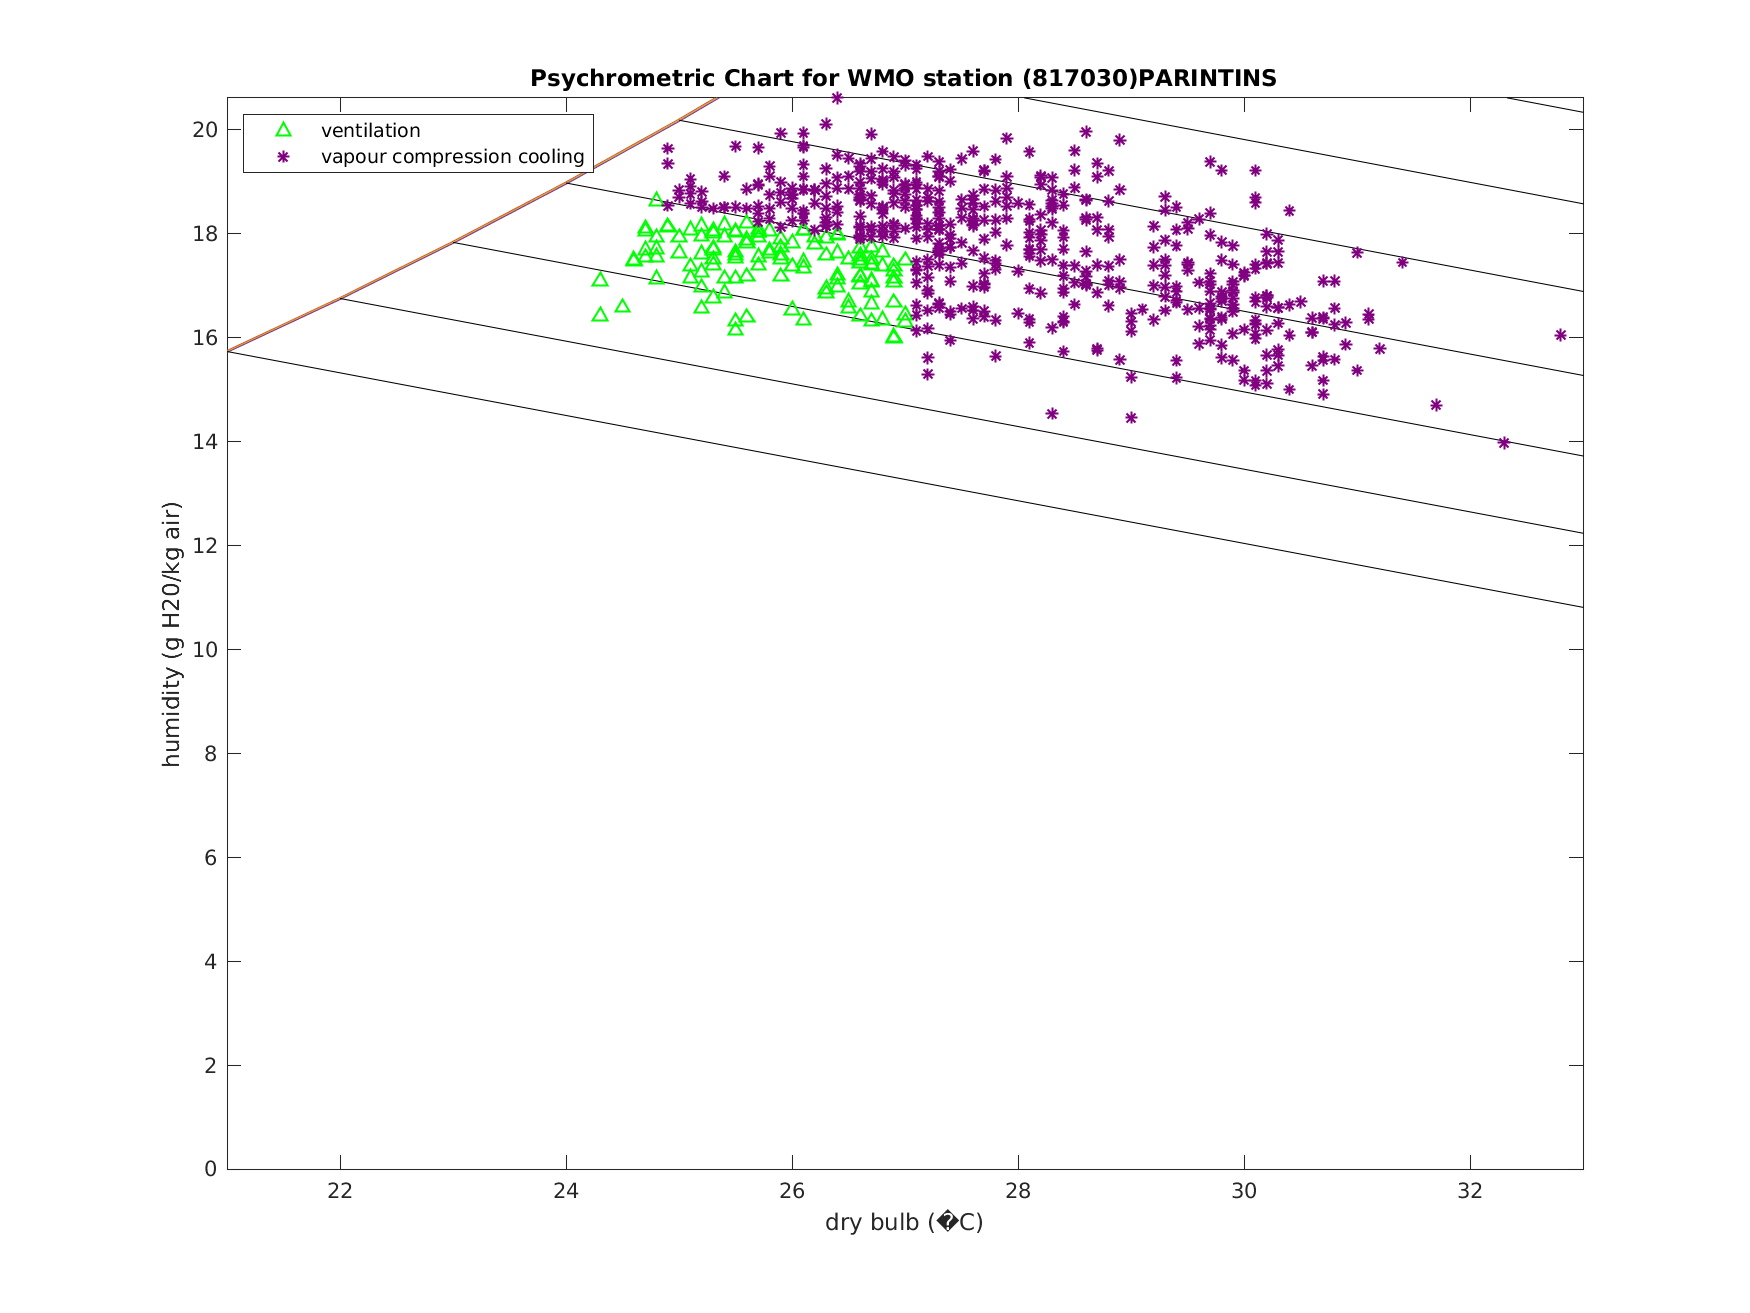 Psychrometric Chart for WMO station (817030)PARINTINS
ventilation
vapour compression cooling
20
18
16
14
12
10
8
6
4
2
0
humidity (g H20/kg air)
22 24 26 28 30 32
dry bulb (�C)